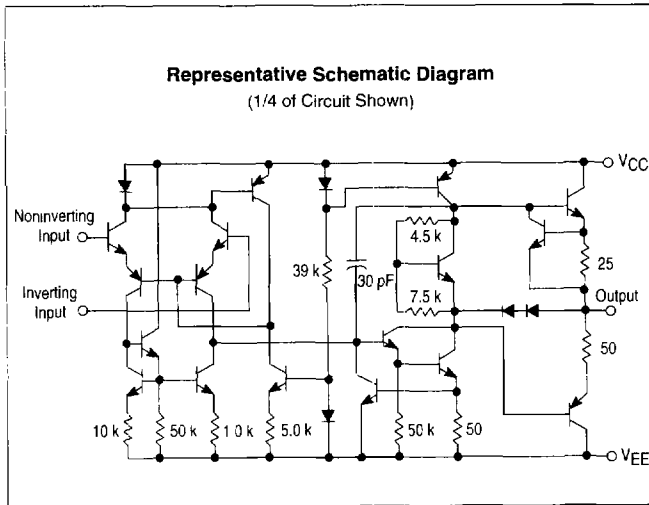 Representative Schematic Diagram
(1/4 of Circuit Shown)
VCC
Noninverting
Input
4.5 k
25
39 k
30 pF
Inverting
Input
7.5 k
Output
50
10 k
50 k
1.0 k
5.0 k
50 k
50
VEE